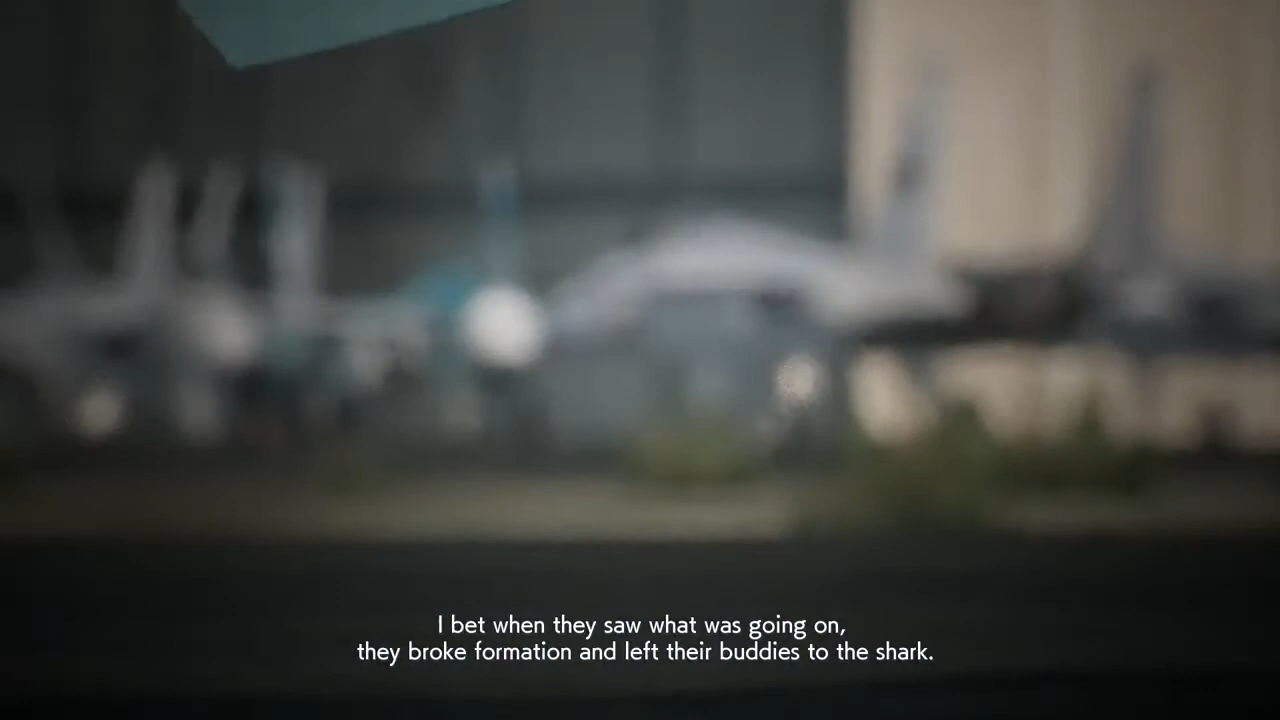 I bet when they saw what was going on,
they broke formation and left their buddies to the shark.